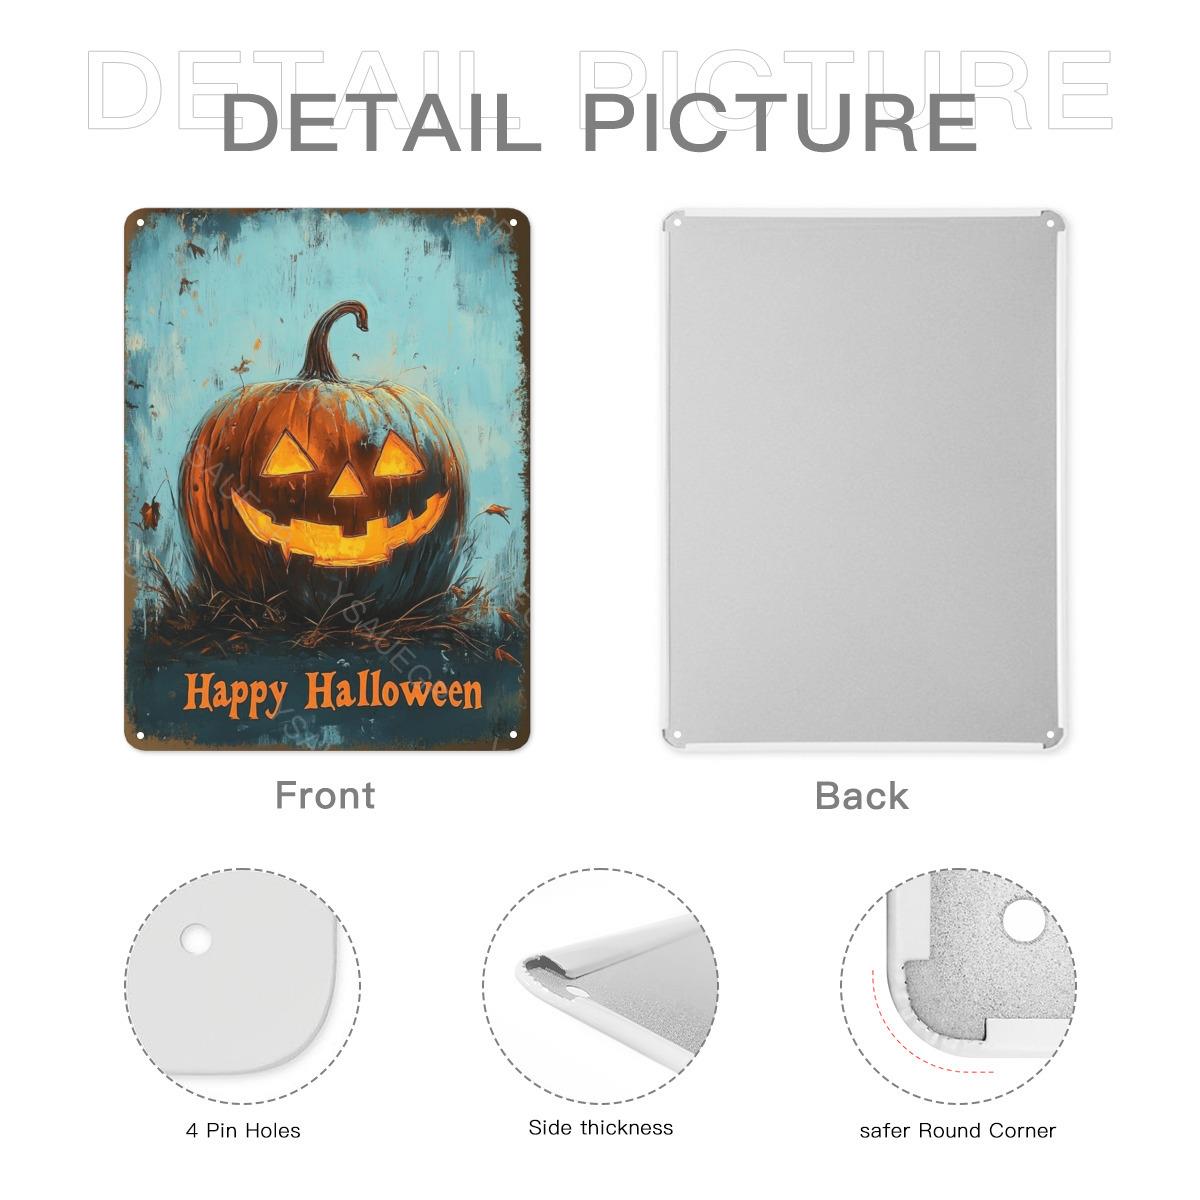 DETAIL PICTURE
DETAIL PICTURE
Happy Halloween
Front
Back
4 Pin Holes
Side thickness
safer Round Corner